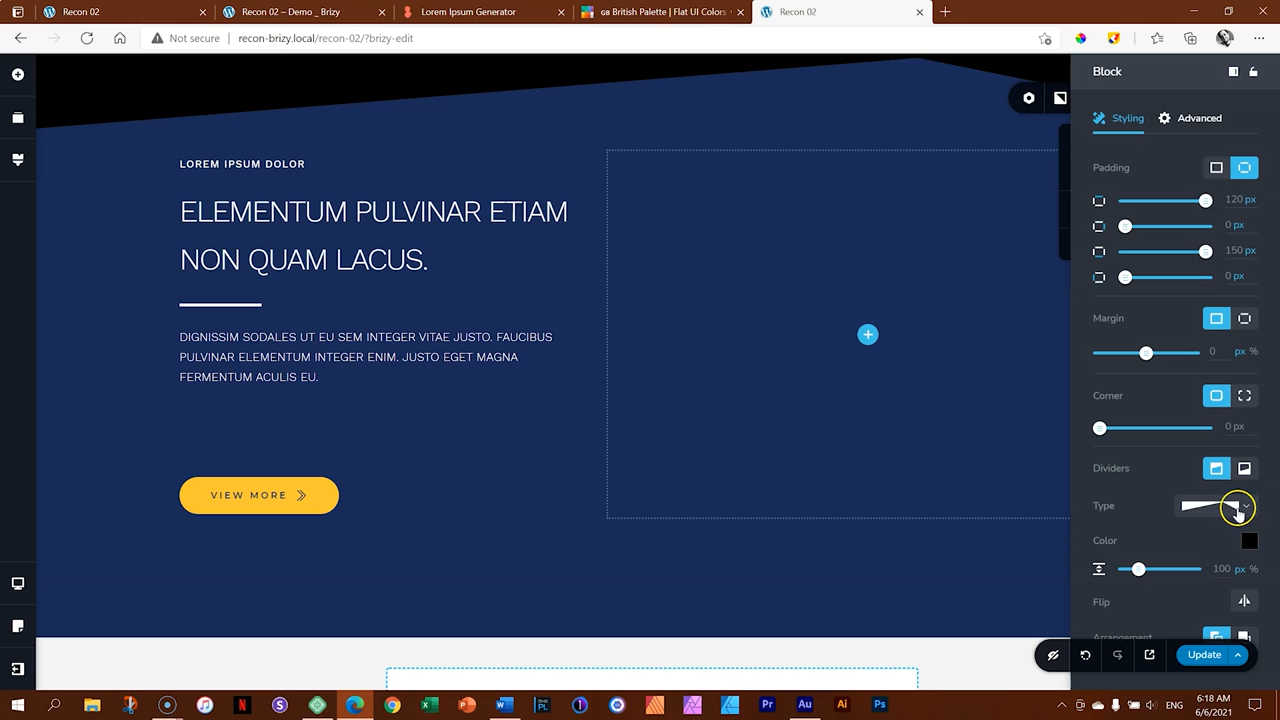 Recon 02
Recon 02 – Demo _ Brizy
Lorem Ipsum Generator
GB British Palette | Flat UI Colors
Recon 02
Not secure
recon-brizy.local/recon-02/?brizy-edit
LOREM IPSUM DOLOR
ELEMENTUM PULVINAR ETIAM
NON QUAM LACUS.
DIGNISSIM SODALES UT EU SEM INTEGER VITAE JUSTO. FAUCIBUS
PULVINAR ELEMENTUM INTEGER ENIM. JUSTO EGET MAGNA
FERMENTUM ACULIS EU.
VIEW MORE
Block
Styling
Advanced
Padding
120 px
0 px
150 px
0 px
Margin
0 px %
Corner
0 px
Dividers
Type
Color
100 px %
Flip
Arrangement
Update
ENG
6:18 AM
6/6/2021